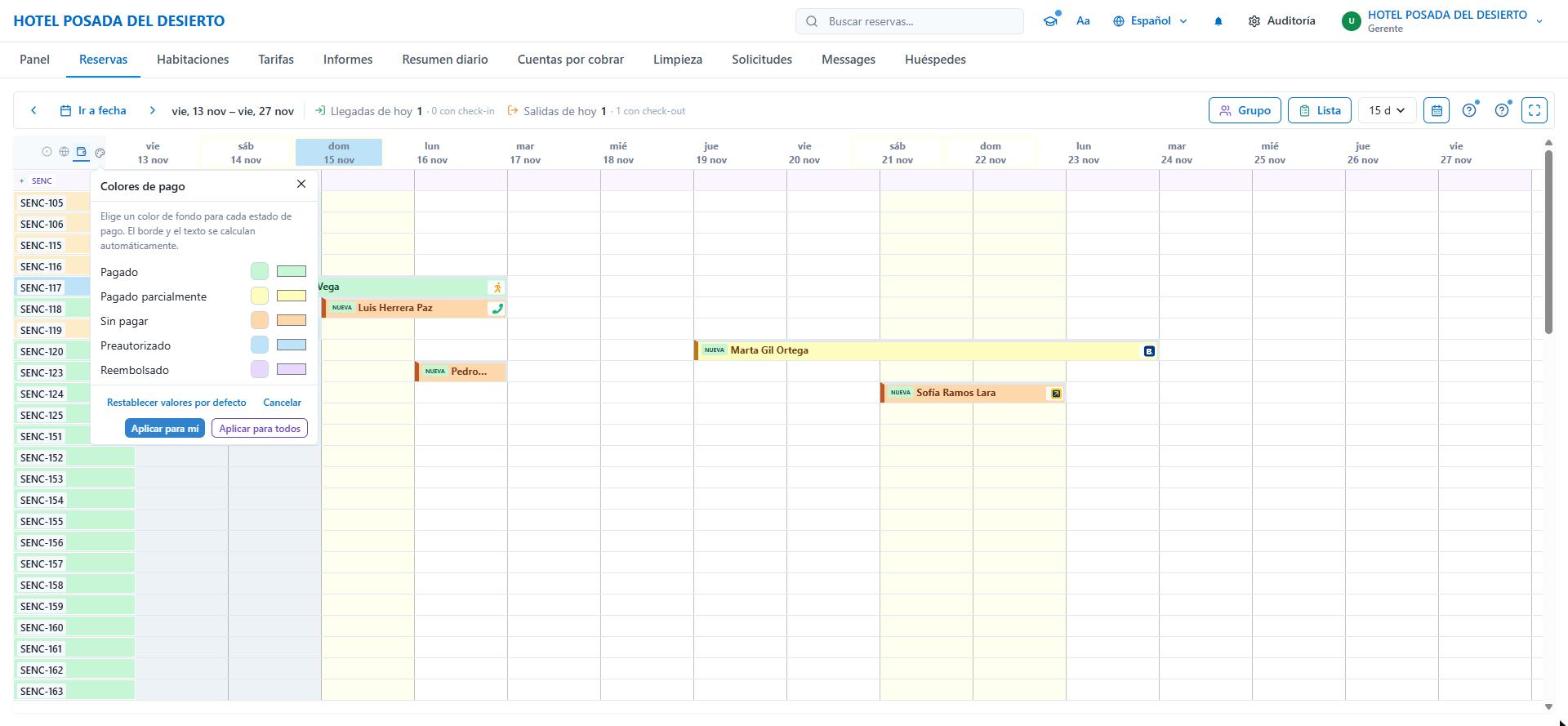 HOTEL POSADA DEL DESIERTO
Buscar reservas...
Aa
Español
Auditoría
U
HOTEL POSADA DEL DESIERTO
Gerente
Panel
Reservas
Habitaciones
Tarifas
Informes
Resumen diario
Cuentas por cobrar
Limpieza
Solicitudes
Messages
Huéspedes
Ir a fecha
vie, 13 nov – vie, 27 nov
Llegadas de hoy 1 · 0 con check-in
Salidas de hoy 1 · 1 con check-out
Grupo
Lista
15 d
vie
13 nov
sáb
14 nov
dom
15 nov
lun
16 nov
mar
17 nov
mié
18 nov
jue
19 nov
vie
20 nov
sáb
21 nov
dom
22 nov
lun
23 nov
mar
24 nov
mié
25 nov
jue
26 nov
vie
27 nov
+ SENC
SENC-105
SENC-106
SENC-115
SENC-116
SENC-117
SENC-118
SENC-119
SENC-120
SENC-123
SENC-124
SENC-125
SENC-151
SENC-152
SENC-153
SENC-154
SENC-155
SENC-156
SENC-157
SENC-158
SENC-159
SENC-160
SENC-161
SENC-162
SENC-163
Colores de pago
Elige un color de fondo para cada estado de
pago. El borde y el texto se calculan
automáticamente.
Pagado
Pagado parcialmente
Sin pagar
Preautorizado
Reembolsado
Restablecer valores por defecto
Cancelar
Aplicar para mí
Aplicar para todos
Vega
NUEVA Luis Herrera Paz
NUEVA Marta Gil Ortega
B.
NUEVA Pedro...
NUEVA Sofía Ramos Lara